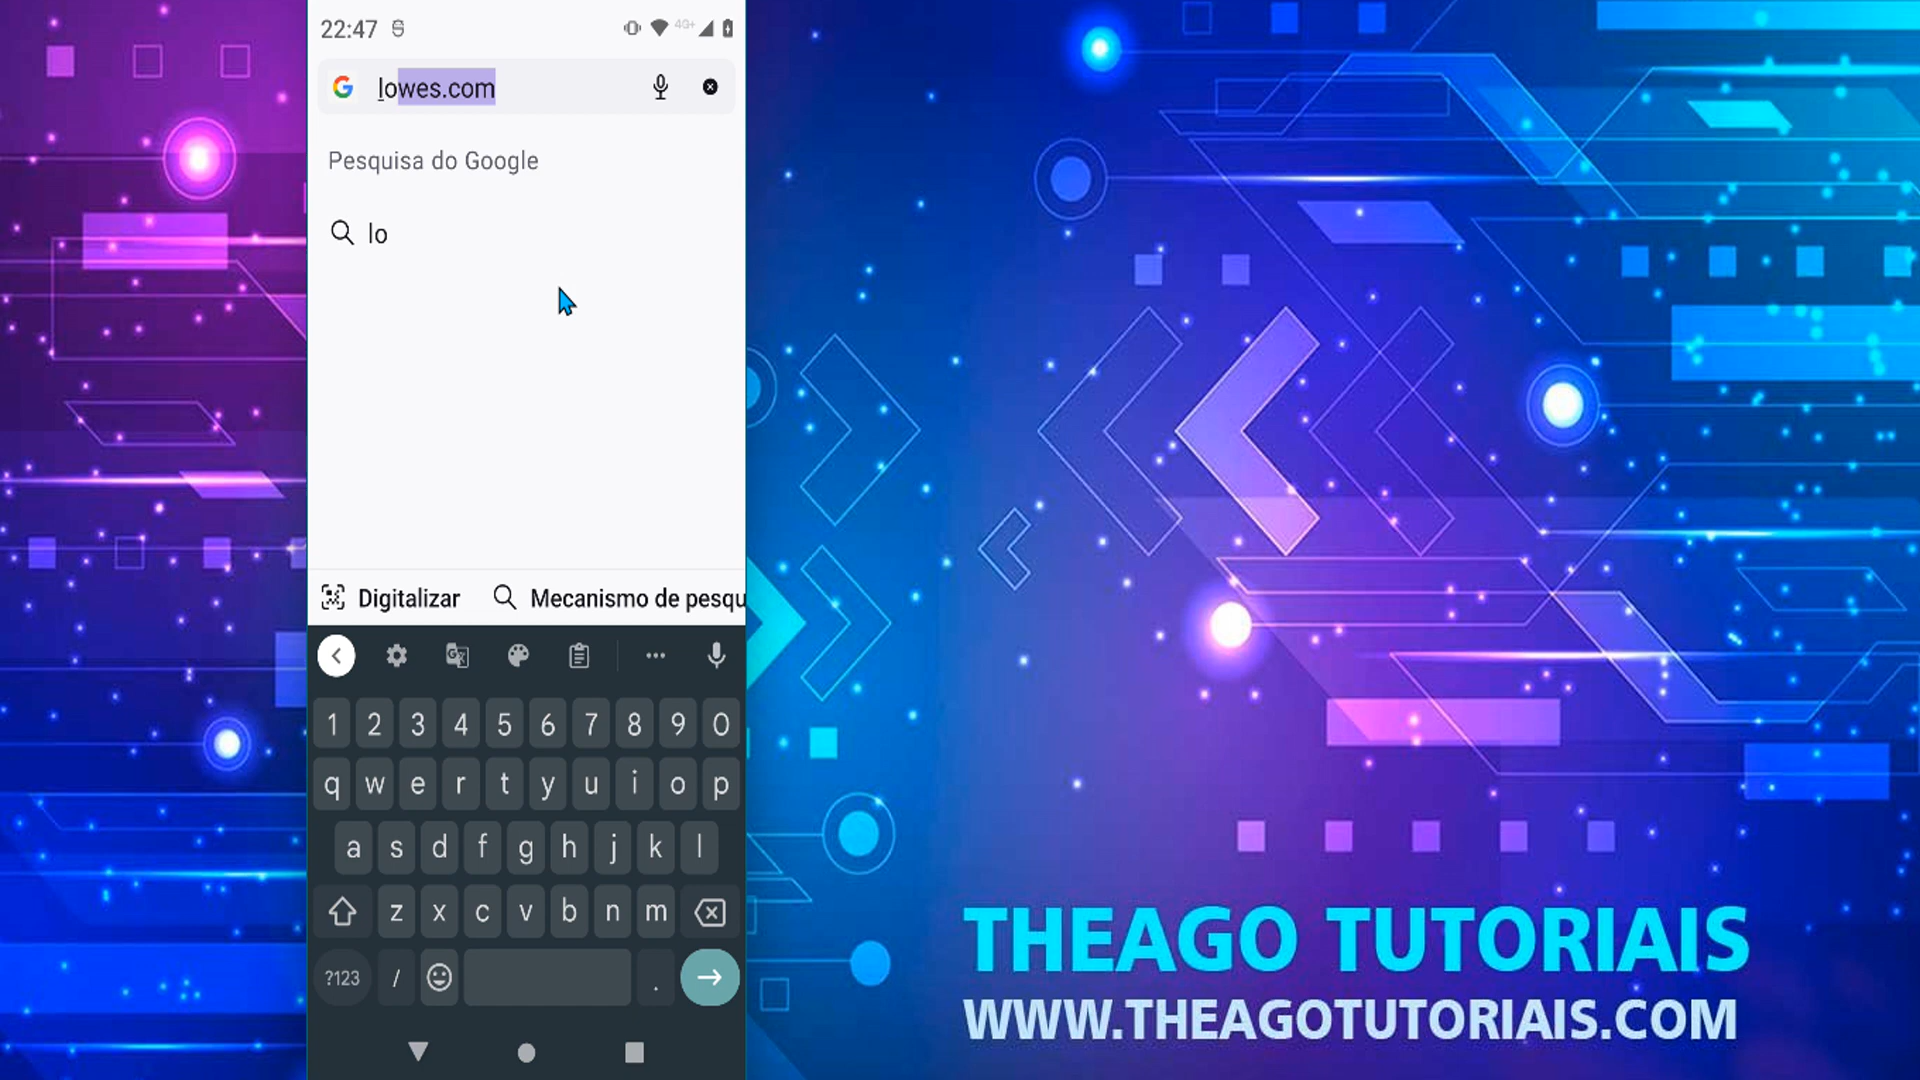 22:47
4G+
lowes.com
Pesquisa do Google
lo
Digitalizar Mecanismo de pesqu
1 2 3 4 5 6 7 8 9 0
q w e r t y u i o p
a s d f g h j k l
z x c v b n m
?123 / .
THEAGO TUTORIAIS
WWW.THEAGOTUTORIAIS.COM